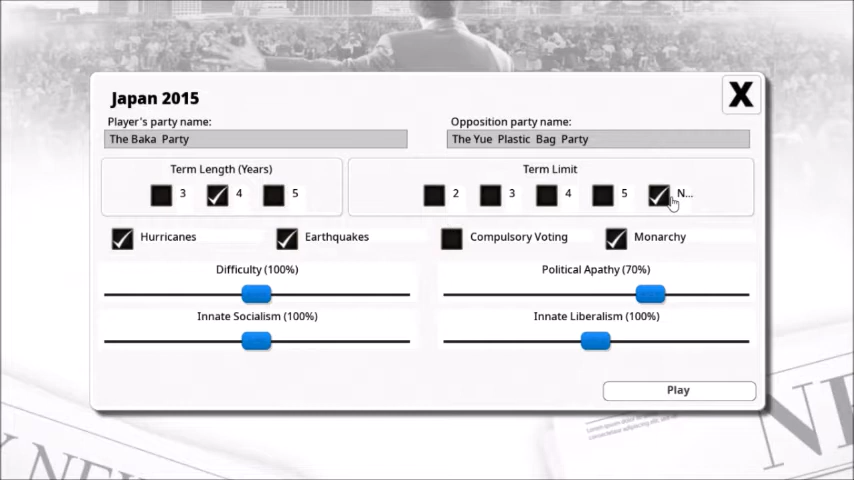 Japan 2015
X
Player's party name:
Opposition party name:
The Baka Party
The Yue Plastic Bag Party
Term Length (Years)
Term Limit
3 4 5
2 3 4 5 N...
Hurricanes
Earthquakes
Compulsory Voting
Monarchy
Difficulty (100%)
Political Apathy (70%)
Innate Socialism (100%)
Innate Liberalism (100%)
Play